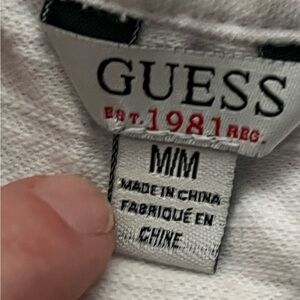 GUESS
EST. 1981 REG.
M/M
MADE IN CHINA
FABRIQUÉ EN
CHINE